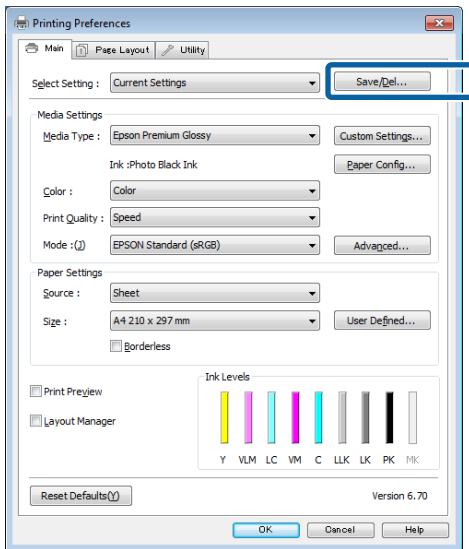 Printing Preferences
Main Page Layout Utility
Select Setting : Current Settings Save/Del...
Media Settings
Media Type : Epson Premium Glossy Custom Settings...
Ink :Photo Black Ink Paper Config...
Color : Color
Print Quality : Speed
Mode :(J) EPSON Standard (sRGB) Advanced...
Paper Settings
Source : Sheet
Size : A4 210 x 297 mm User Defined...
Borderless
Ink Levels
Print Preview
Layout Manager
Y VLM LC VM C LLK LK PK MK
Reset Defaults(Y) Version 6.70
OK Cancel Help